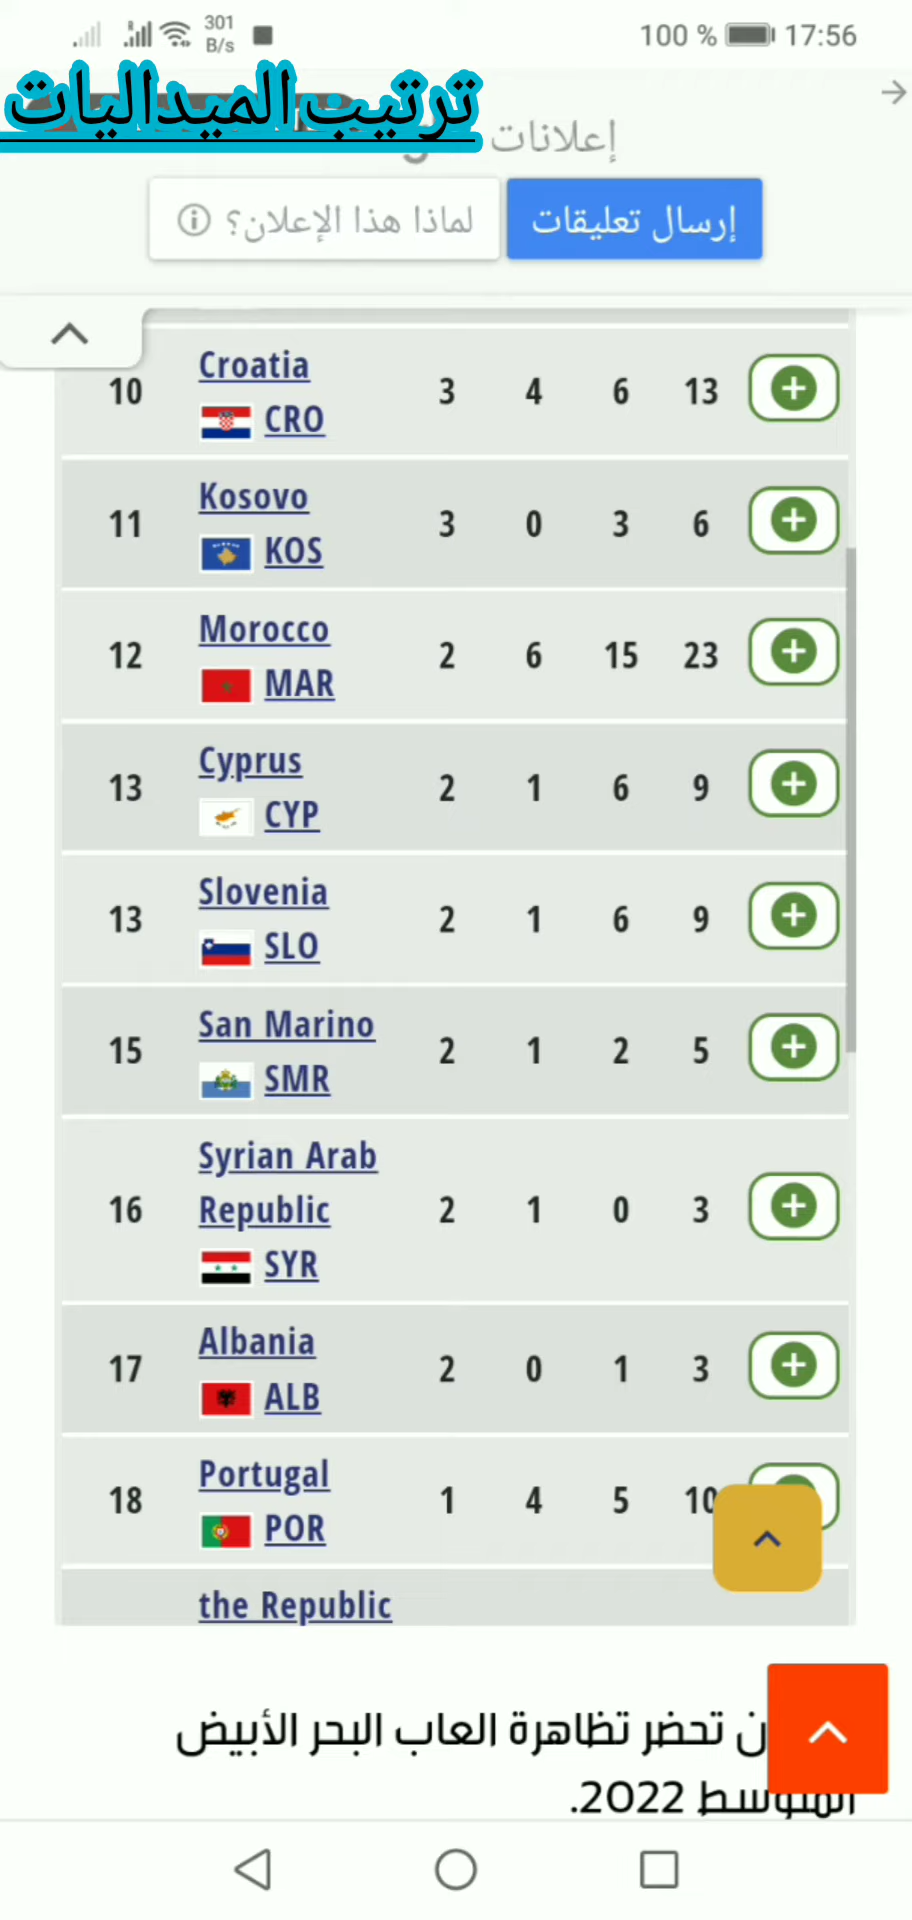 301
B/s
100 %
17:56
ترتيب الميداليات
إعلانات
إرسال تعليقات
لماذا هذا الإعلان؟
10 Croatia CRO 3 4 6 13
11 Kosovo KOS 3 0 3 6
12 Morocco MAR 2 6 15 23
13 Cyprus CYP 2 1 6 9
13 Slovenia SLO 2 1 6 9
15 San Marino SMR 2 1 2 5
16 Syrian Arab Republic SYR 2 1 0 3
17 Albania ALB 2 0 1 3
18 Portugal POR 1 4 5 10
the Republic
تحضر تظاهرة العاب البحر الأبيض
المتوسط 2022.